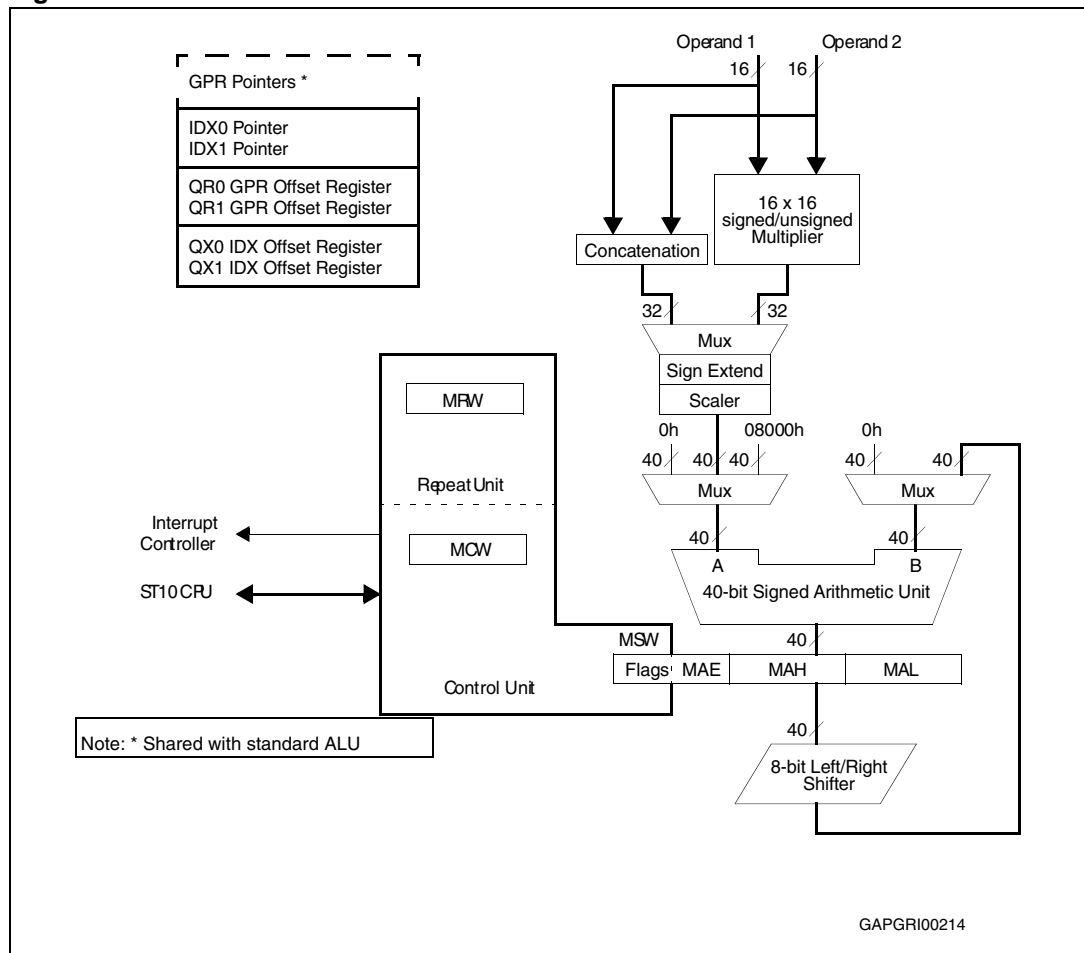 Operand 1
Operand 2
16
16
GPR Pointers *
IDX0 Pointer
IDX1 Pointer
QR0 GPR Offset Register
QR1 GPR Offset Register
QX0 IDX Offset Register
QX1 IDX Offset Register
16 x 16
signed/unsigned
Multiplier
Concatenation
32
32
Mux
Sign Extend
Scaler
MRW
0h
08000h
0h
40
40
40
40
40
Repeat Unit
Mux
Mux
Interrupt
Controller
MCW
40
40
A
B
40-bit Signed Arithmetic Unit
ST10 CPU
MSW
40
Flags
MAE
MAH
MAL
Control Unit
40
Note: * Shared with standard ALU
8-bit Left/Right
Shifter
GAPGRI00214